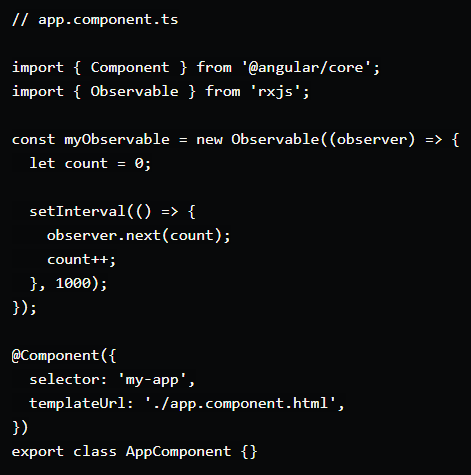 // app.component.ts

import { Component } from '@angular/core';
import { Observable } from 'rxjs';

const myObservable = new Observable((observer) => {
  let count = 0;

  setInterval(() => {
    observer.next(count);
    count++;
  }, 1000);
});

@Component({
  selector: 'my-app',
  templateUrl: './app.component.html',
})
export class AppComponent {}